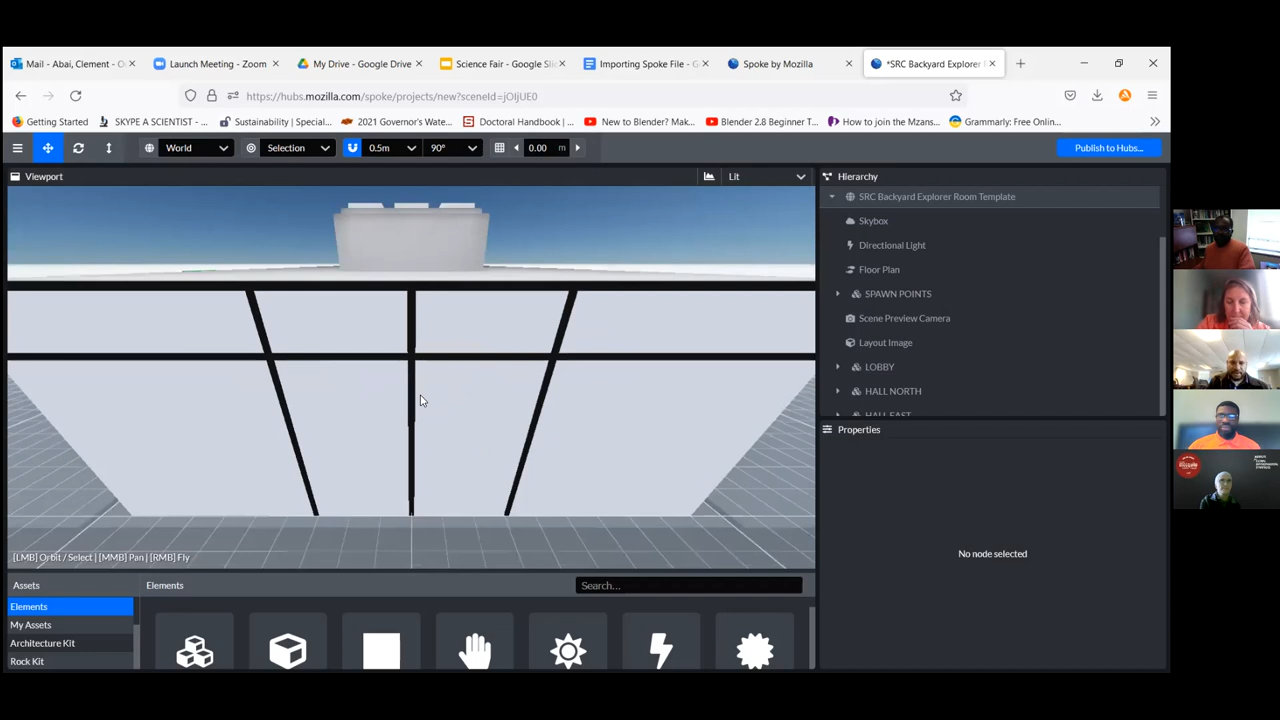 Mail - Abai, Clement - O
Launch Meeting - Zoom
My Drive - Google Drive
Science Fair - Google Slid
Importing Spoke File - G
Spoke by Mozilla
*SRC Backyard Explorer
https://hubs.mozilla.com/spoke/projects/new?sceneId=jOIjUE0
Getting Started
SKYPE A SCIENTIST - ...
Sustainability | Special...
2021 Governor's Wate...
Doctoral Handbook | ...
New to Blender? Mak...
Blender 2.8 Beginner T...
How to join the Mzans...
Grammarly: Free Onlin...
World
Selection
0.5m
90°
0.00 m
Publish to Hubs...
Viewport
Lit
Hierarchy
SRC Backyard Explorer Room Template
Skybox
Directional Light
Floor Plan
SPAWN POINTS
Scene Preview Camera
Layout Image
LOBBY
HALL NORTH
HALL EAST
Properties
No node selected
[LMB] Orbit / Select | [MMB] Pan | [RMB] Fly
Assets
Elements
Search...
Elements
My Assets
Architecture Kit
Rock Kit